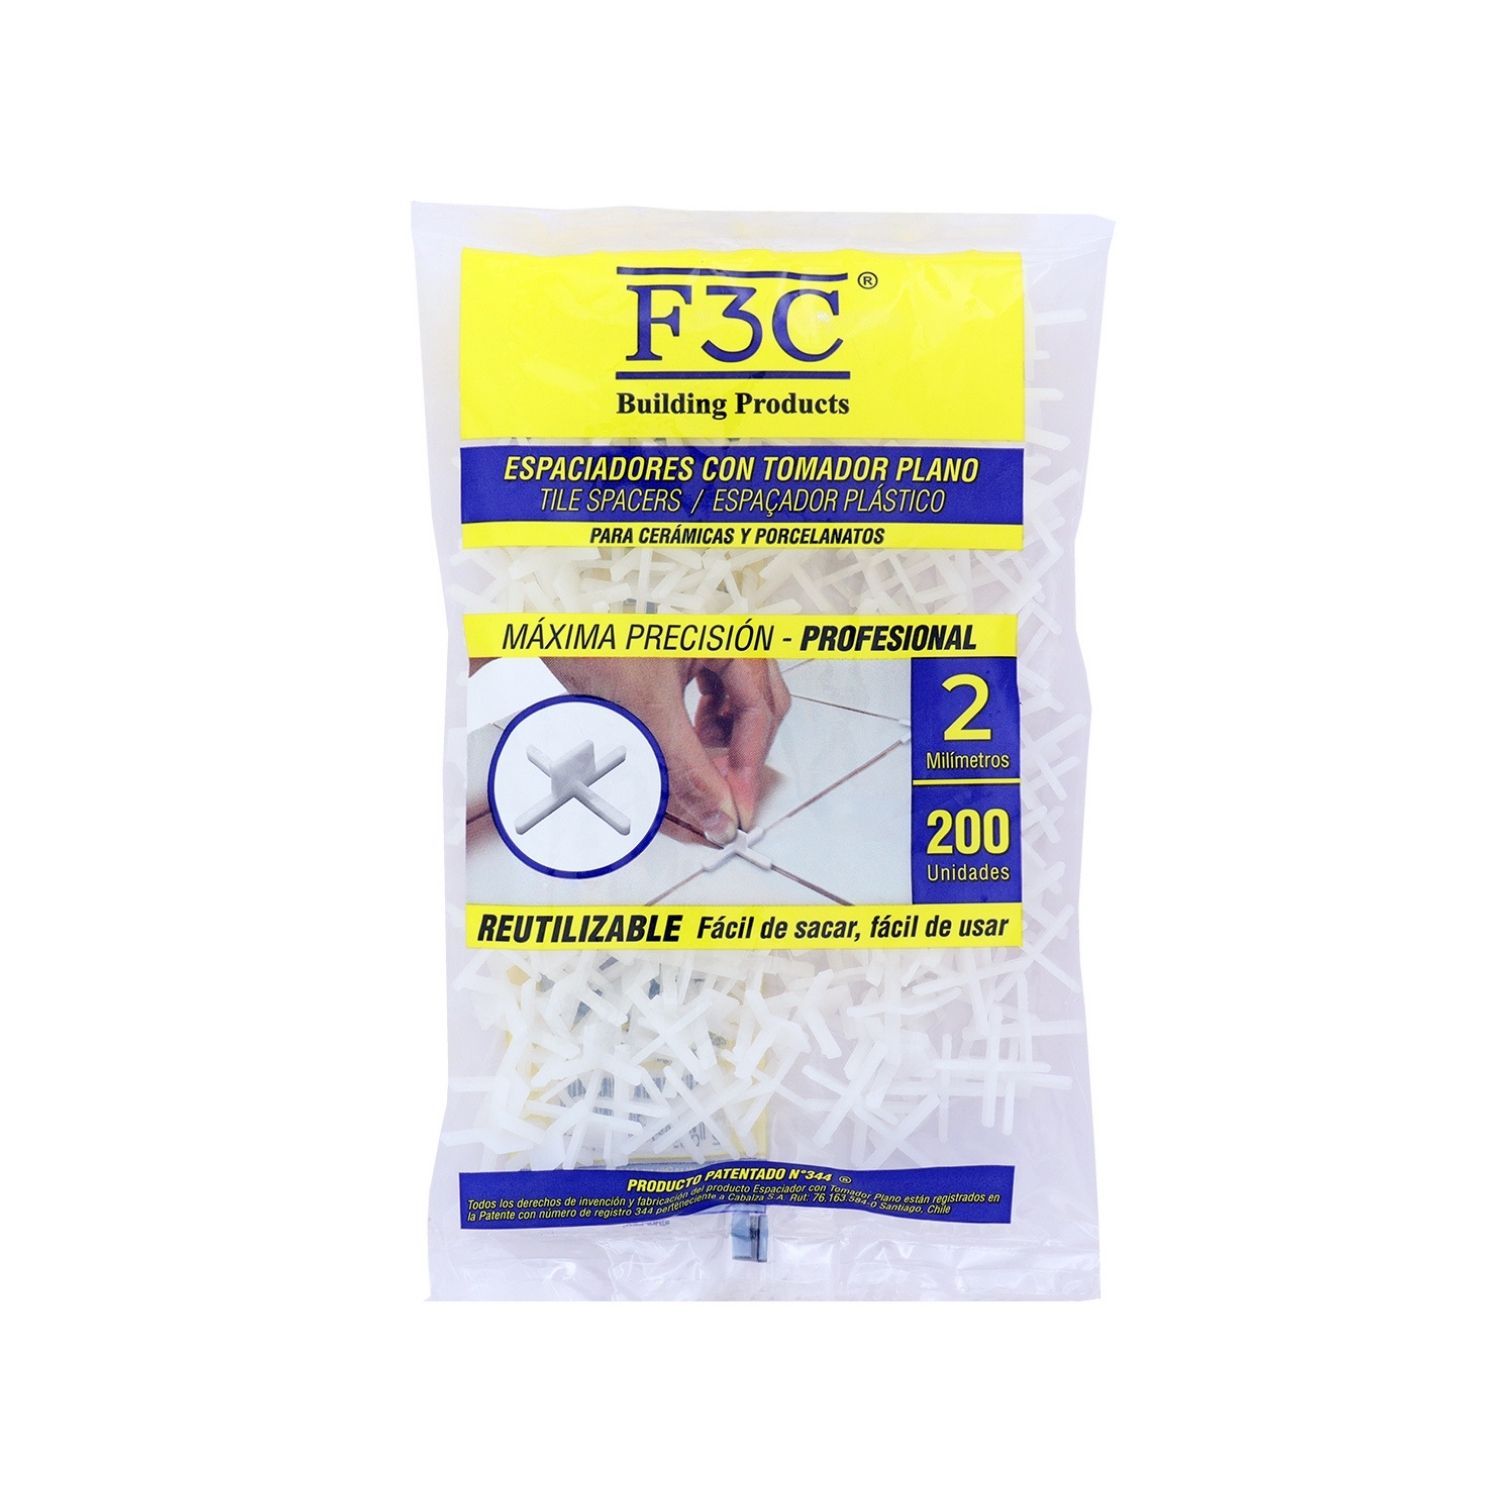 F3C®
Building Products
ESPACIADORES CON TOMADOR PLANO
TILE SPACERS / ESPAÇADOR PLÁSTICO
PARA CERÁMICAS Y PORCELANATOS
MÁXIMA PRECISIÓN - PROFESIONAL
2
Milímetros
200
Unidades
REUTILIZABLE Fácil de sacar, fácil de usar
PRODUCTO PATENTADO N°344 ®
Todos los derechos de invención y fabricación del producto Espaciador con Tomador Plano están registrados en
la Patente con número de registro 344 perteneciente a Cabalza S.A. Rut: 76.163.584-0 Santiago, Chile